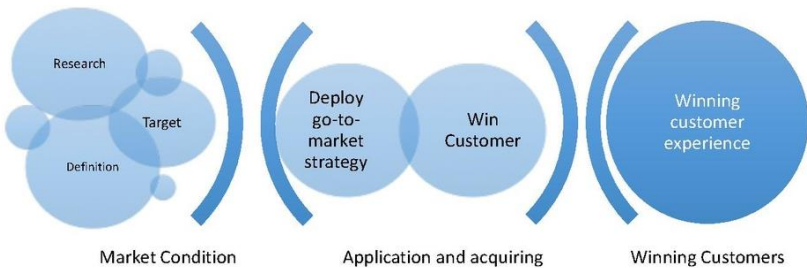 Research
Target
Definition
Deploy
go-to-
market
strategy
Win
Customer
Winning
customer
experience
Market Condition
Application and acquiring
Winning Customers